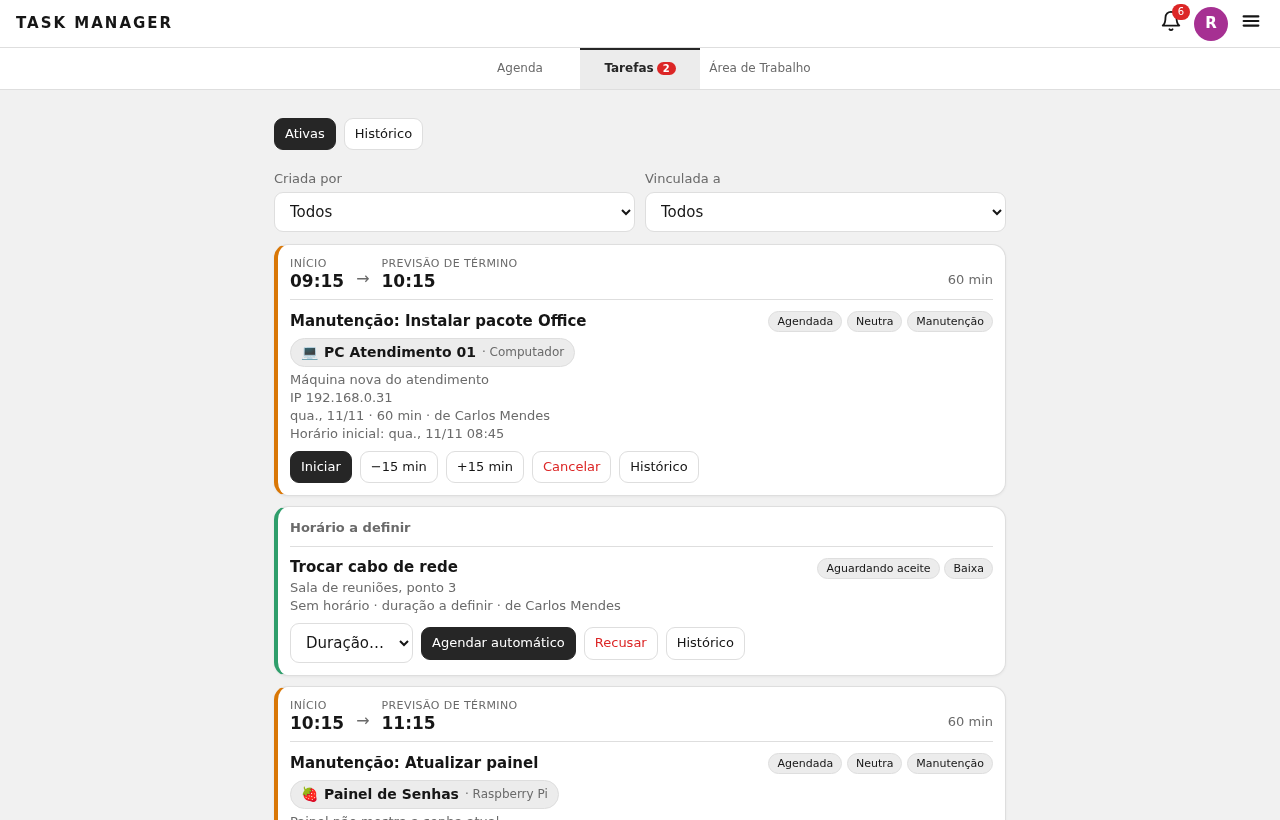 TASK MANAGER
6
R
Agenda
Tarefas 2
Área de Trabalho
Ativas
Histórico
Criada por
Vinculada a
Todos
Todos
INÍCIO
PREVISÃO DE TÉRMINO
09:15 → 10:15
60 min
Manutenção: Instalar pacote Office
Agendada
Neutra
Manutenção
PC Atendimento 01 · Computador
Máquina nova do atendimento
IP 192.168.0.31
qua., 11/11 · 60 min · de Carlos Mendes
Horário inicial: qua., 11/11 08:45
Iniciar
−15 min
+15 min
Cancelar
Histórico
Horário a definir
Trocar cabo de rede
Aguardando aceite
Baixa
Sala de reuniões, ponto 3
Sem horário · duração a definir · de Carlos Mendes
Duração...
Agendar automático
Recusar
Histórico
INÍCIO
PREVISÃO DE TÉRMINO
10:15 → 11:15
60 min
Manutenção: Atualizar painel
Agendada
Neutra
Manutenção
Painel de Senhas · Raspberry Pi